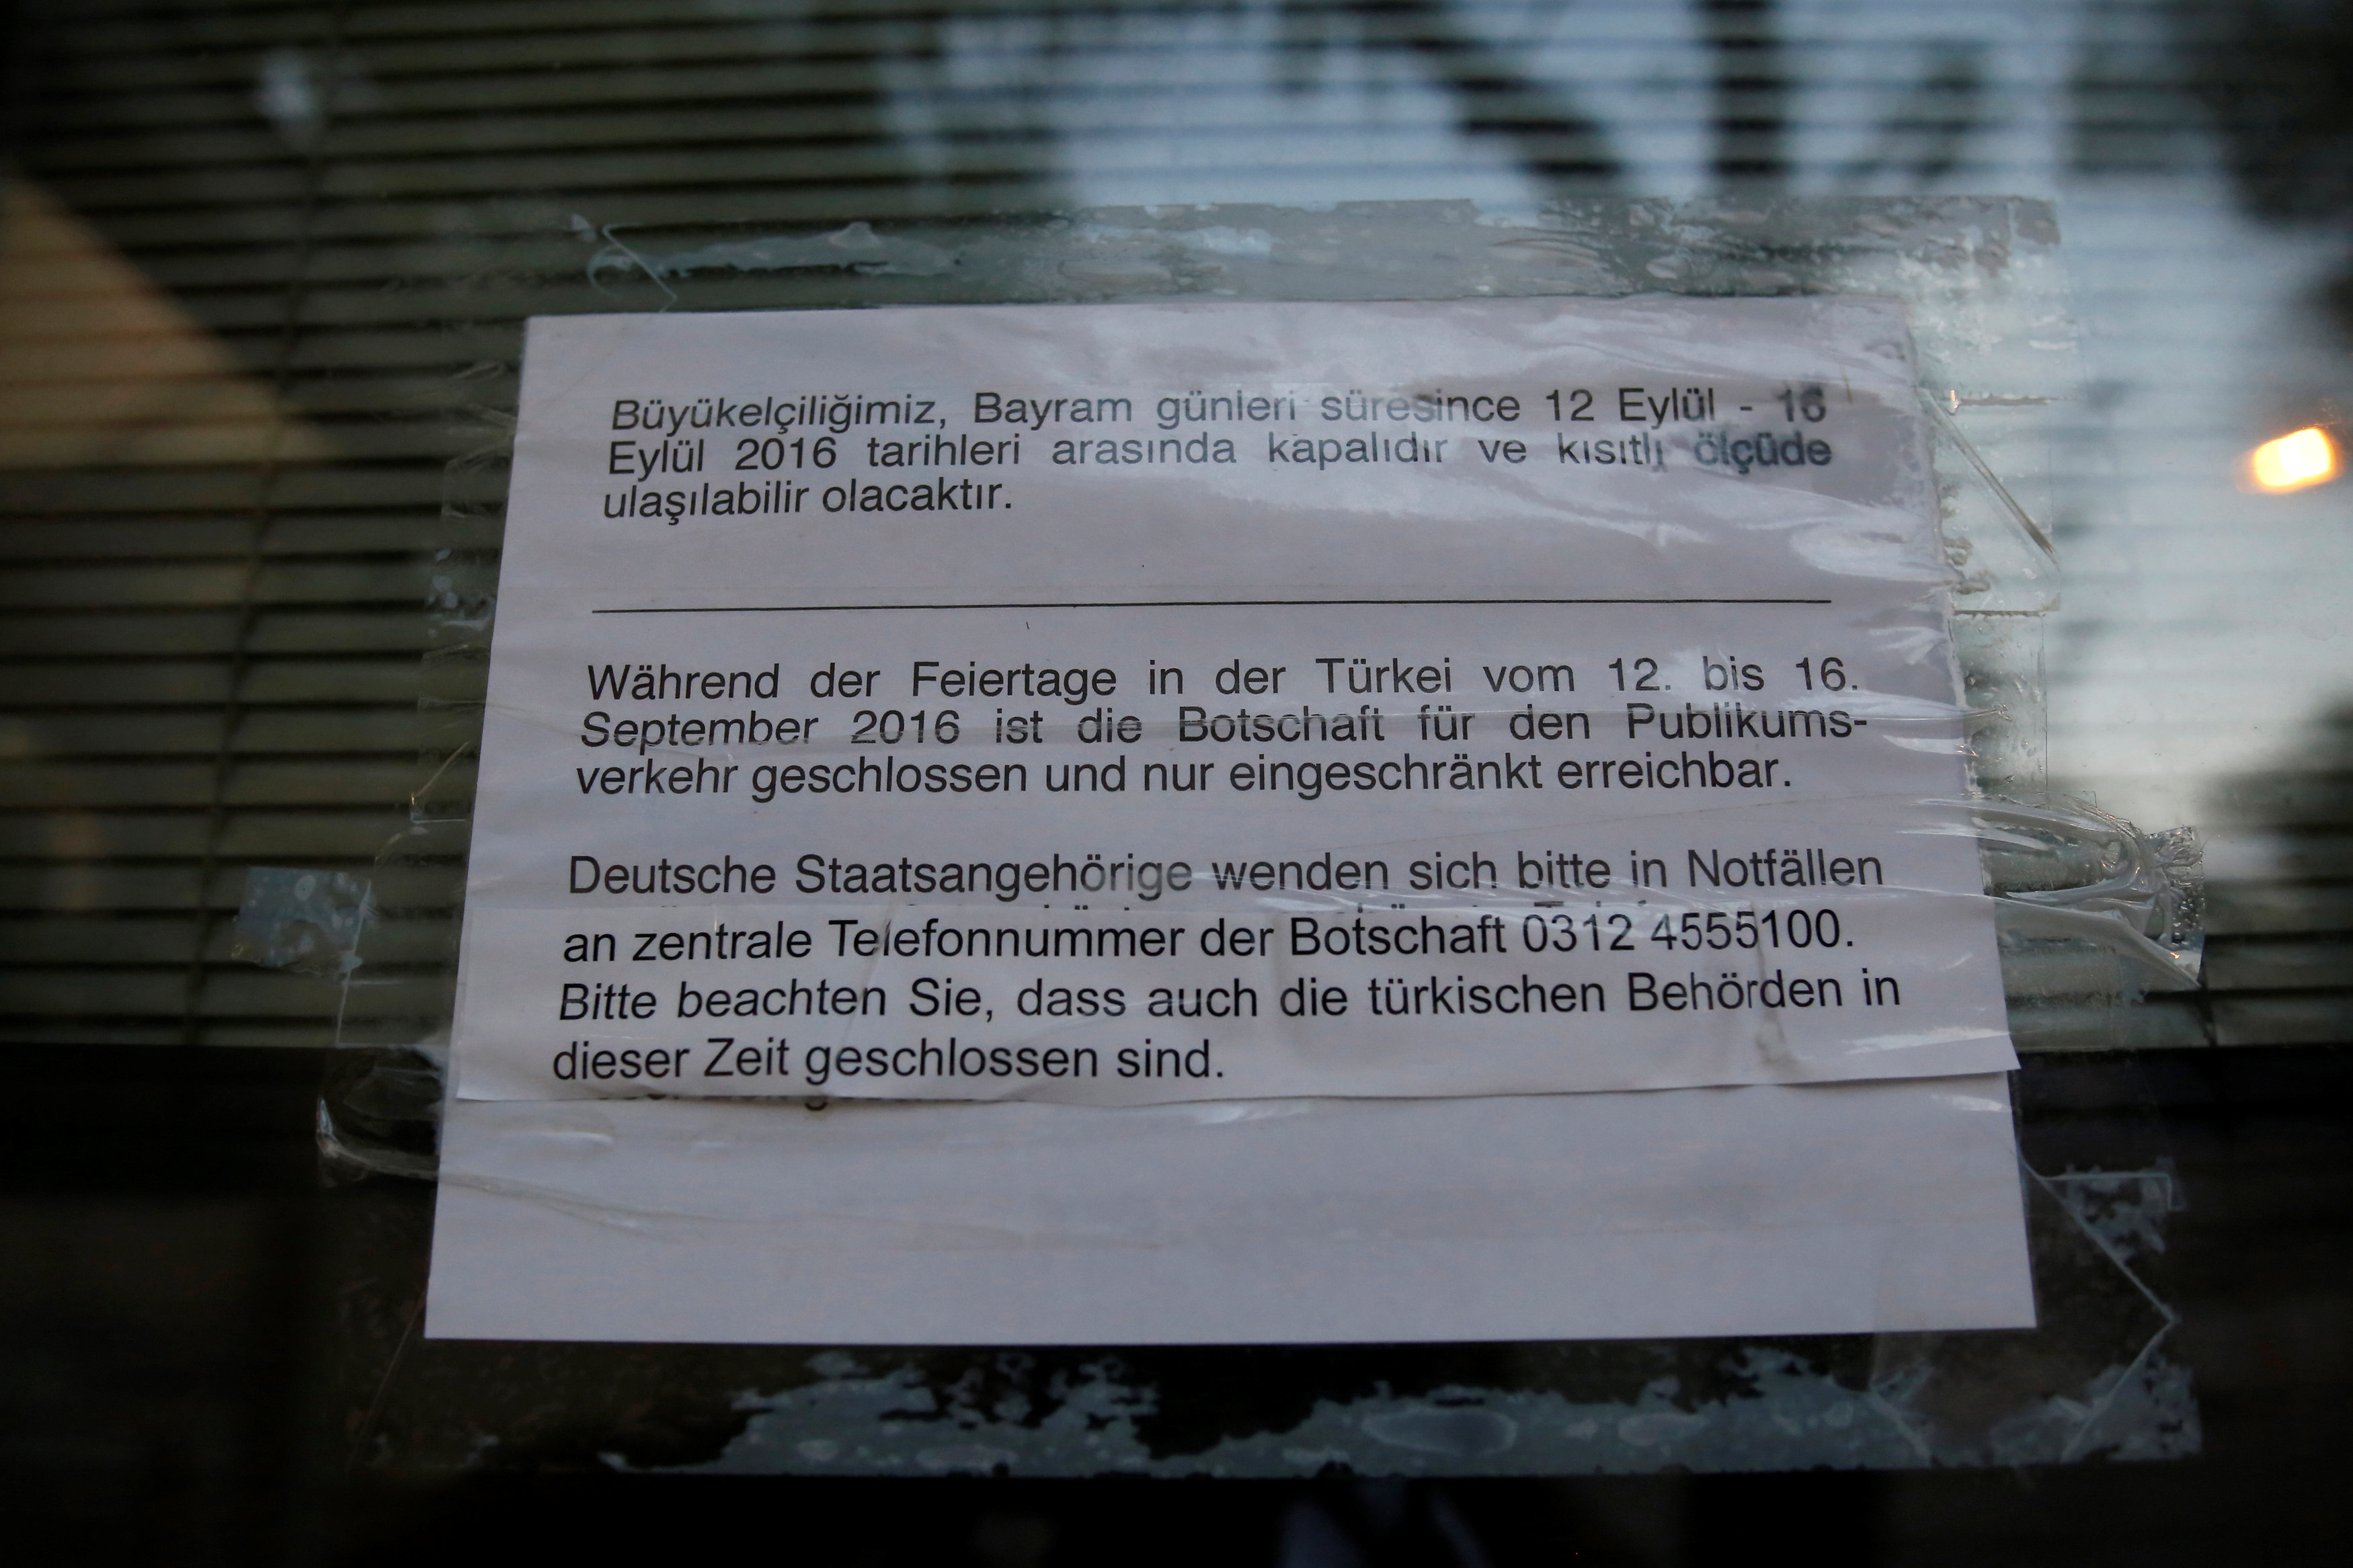 Büyükelçiliğimiz, Bayram günleri süresince 12 Eylül - 16
Eylül 2016 tarihleri arasında kapalıdır ve kısıtlı ölçüde
ulaşılabilir olacaktır.
Während der Feiertage in der Türkei vom 12. bis 16.
September 2016 ist die Botschaft für den Publikums-
verkehr geschlossen und nur eingeschränkt erreichbar.
Deutsche Staatsangehörige wenden sich bitte in Notfällen
an zentrale Telefonnummer der Botschaft 0312 4555100.
Bitte beachten Sie, dass auch die türkischen Behörden in
dieser Zeit geschlossen sind.